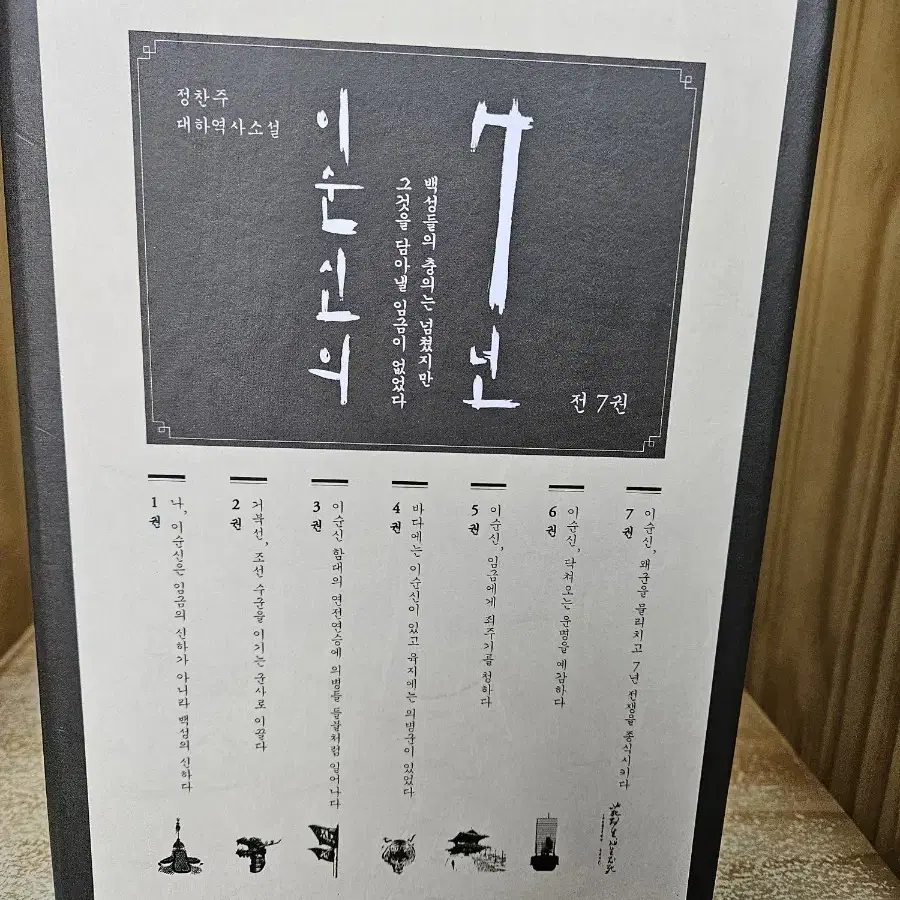 정찬주
대하역사소설
이순신의
7년
백성들의 충의는 넘쳤지만
그것을 담아낼 임금이 없었다
전 7권
1권
나, 이순신은 임금의 신하가 아니라 백성의 신하다
2권
거북선, 조선 수군을 이기는 군사로 이끌다
3권
이순신 함대의 연전연승에 의병들 들불처럼 일어나다
4권
바다에는 이순신이 있고 육지에는 의병군이 있었다
5권
이순신, 임금에게 죄주기를 청하다
6권
이순신, 닥쳐오는 운명을 예감하다
7권
이순신, 왜군을 물리치고 7년 전쟁을 종식시키다